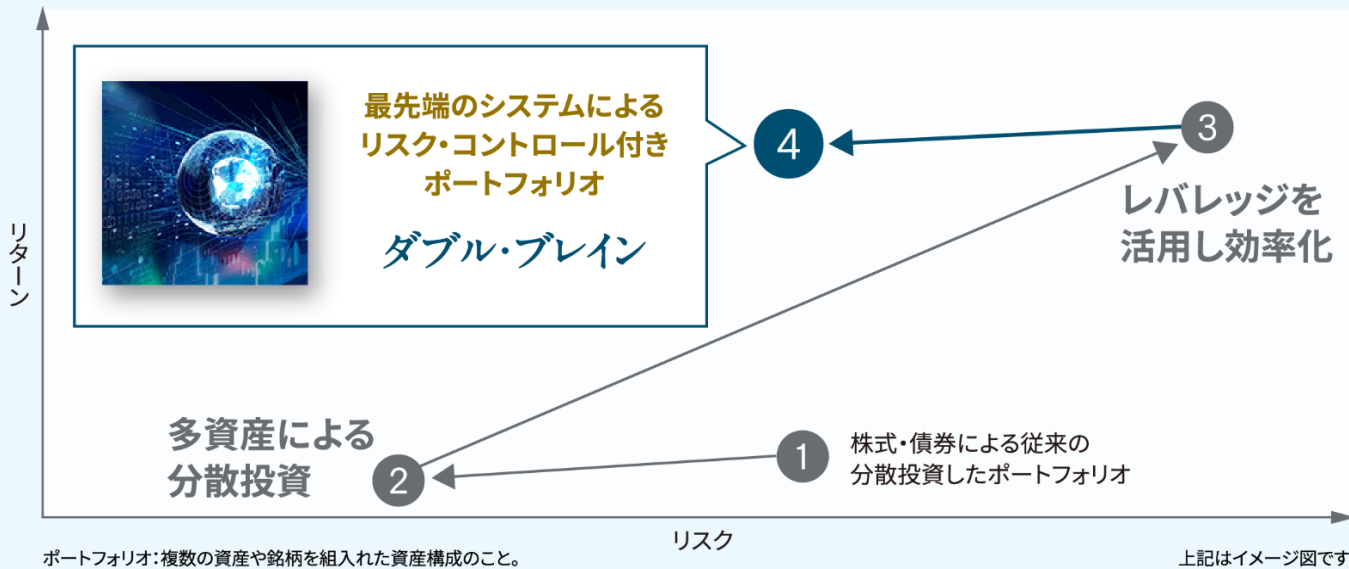 リターン
最先端のシステムによる
リスク・コントロール付き
ポートフォリオ
ダブル・ブレイン
4
3
レバレッジを
活用し効率化
多資産による
分散投資
2
1
株式・債券による従来の
分散投資したポートフォリオ
リスク
ポートフォリオ：複数の資産や銘柄を組入れた資産構成のこと。
上記はイメージ図です